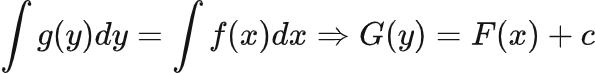 ∫ g(y)dy = ∫ f(x)dx ⇒ G(y) = F(x) + c